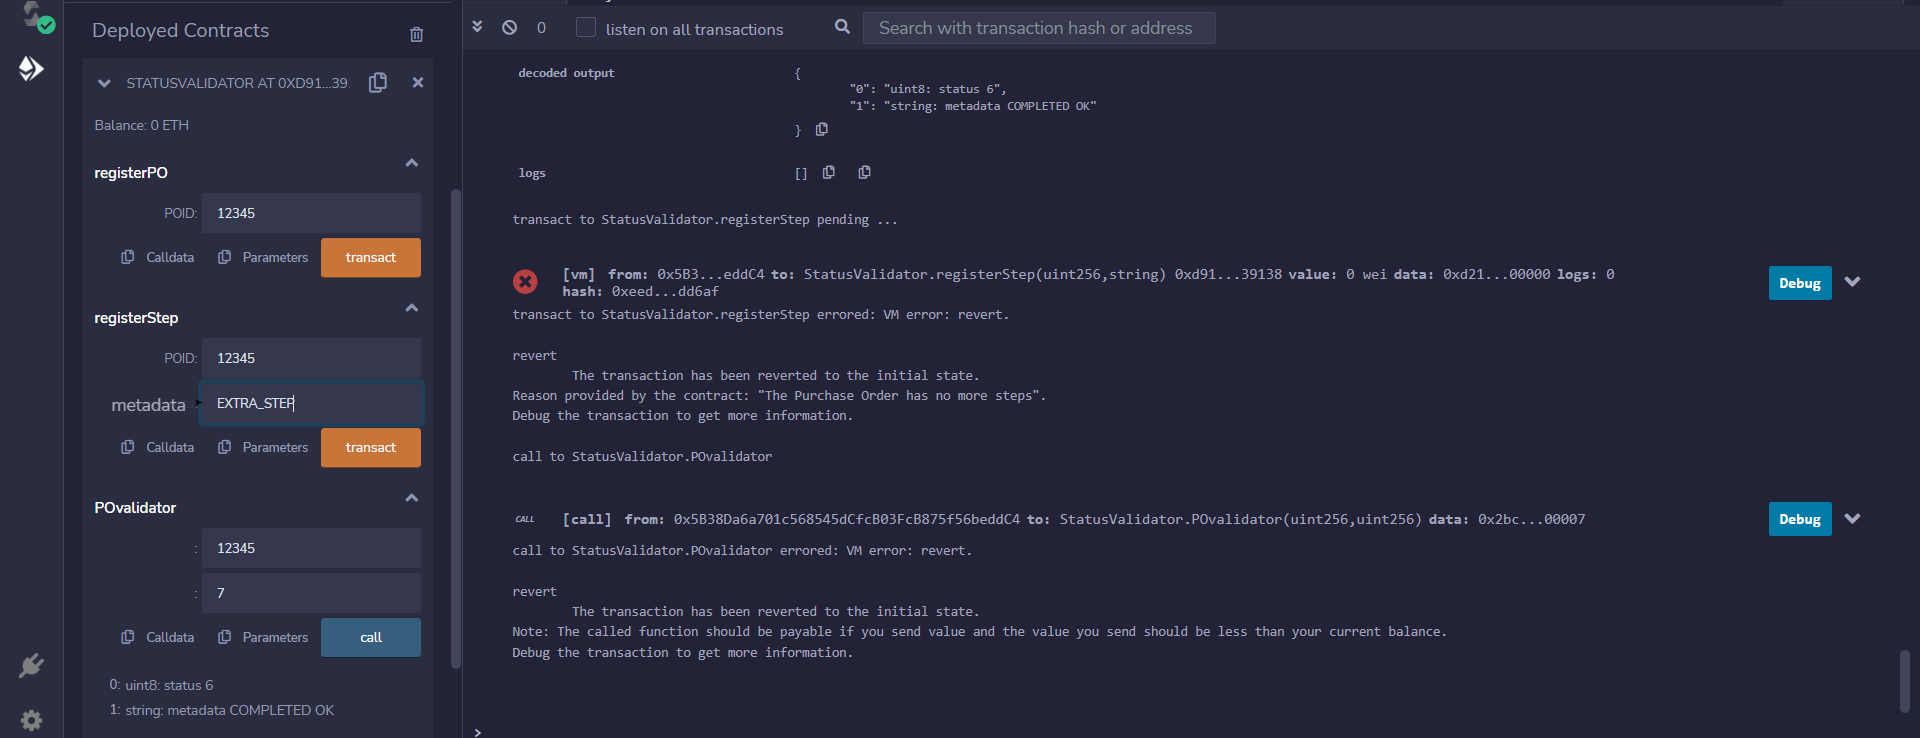 Deployed Contracts
STATUSVALIDATOR AT 0XD91...39
Balance: 0 ETH
registerPO
POID: 12345
Calldata Parameters transact
registerStep
POID: 12345
metadata EXTRA_STEP
Calldata Parameters transact
POvalidator
: 12345
: 7
Calldata Parameters call
0: uint8: status 6
1: string: metadata COMPLETED OK
0 listen on all transactions Search with transaction hash or address
decoded output {
"0": "uint8: status 6",
"1": "string: metadata COMPLETED OK"
}
logs []
transact to StatusValidator.registerStep pending ...
[vm] from: 0x5B3...eddC4 to: StatusValidator.registerStep(uint256,string) 0xd91...39138 value: 0 wei data: 0xd21...00000 logs: 0
hash: 0xeed...dd6af
Debug
transact to StatusValidator.registerStep errored: VM error: revert.
revert
The transaction has been reverted to the initial state.
Reason provided by the contract: "The Purchase Order has no more steps".
Debug the transaction to get more information.
call to StatusValidator.POvalidator
CALL [call] from: 0x5B38Da6a701c568545dCfcB03FcB875f56beddC4 to: StatusValidator.POvalidator(uint256,uint256) data: 0x2bc...00007 Debug
call to StatusValidator.POvalidator errored: VM error: revert.
revert
The transaction has been reverted to the initial state.
Note: The called function should be payable if you send value and the value you send should be less than your current balance.
Debug the transaction to get more information.
>